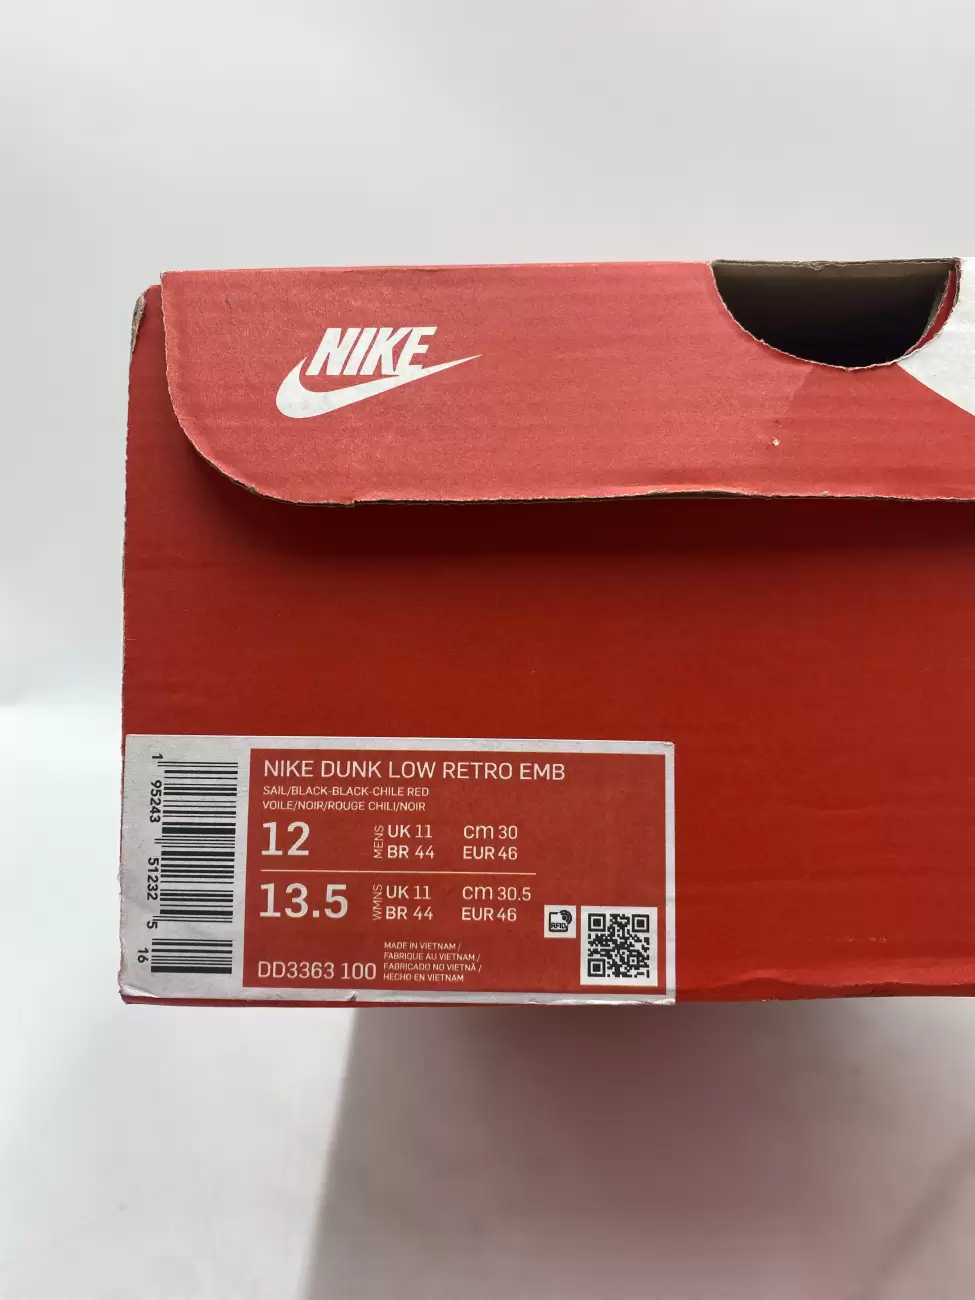 NIKE
NIKE DUNK LOW RETRO EMB
SAIL/BLACK-BLACK-CHILE RED
VOILE/NOIR/ROUGE CHILI/NOIR
12 MENS UK 11 cm 30
BR 44 EUR 46
13.5 WMNS UK 11 cm 30.5
BR 44 EUR 46
RFID
MADE IN VIETNAM /
FABRIQUE AU VIETNAM /
FABRICADO NO VIETNÃ /
HECHO EN VIETNAM
DD3363 100
1 95243 51232 5 16